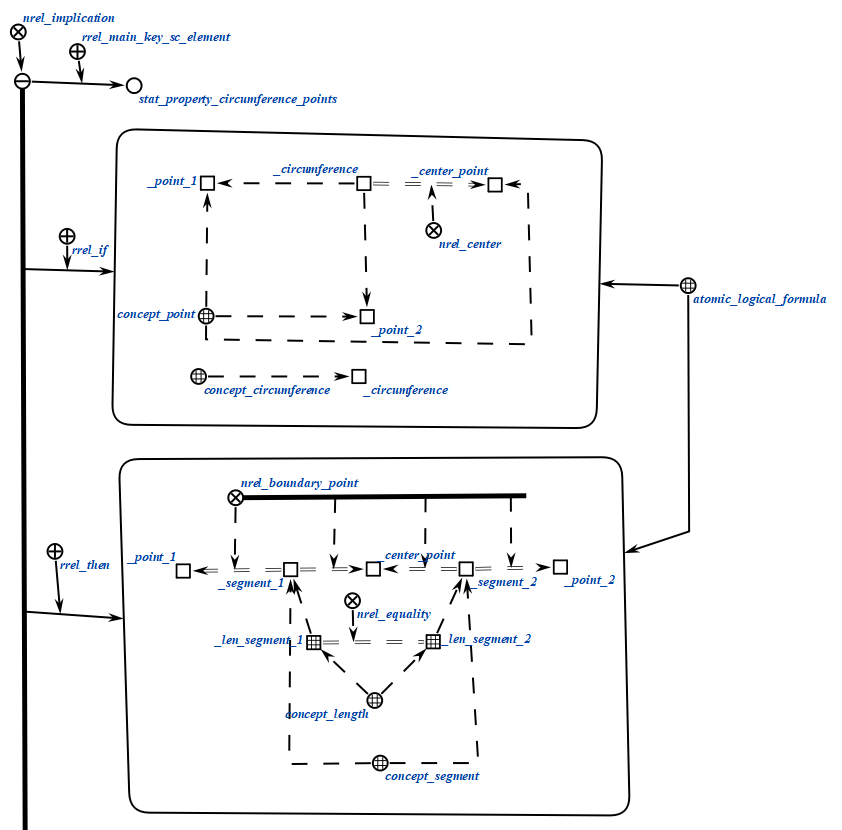 nrel_implication
rrel_main_key_sc_element
stat_property_circumference_points
_circumference
_center_point
_point_1
nrel_center
rrel_if
atomic_logical_formula
concept_point
_point_2
concept_circumference
_circumference
nrel_boundary_point
_point_1
_center_point
rrel_then
_segment_1
_segment_2
_point_2
nrel_equality
_len_segment_1
_len_segment_2
concept_length
concept_segment